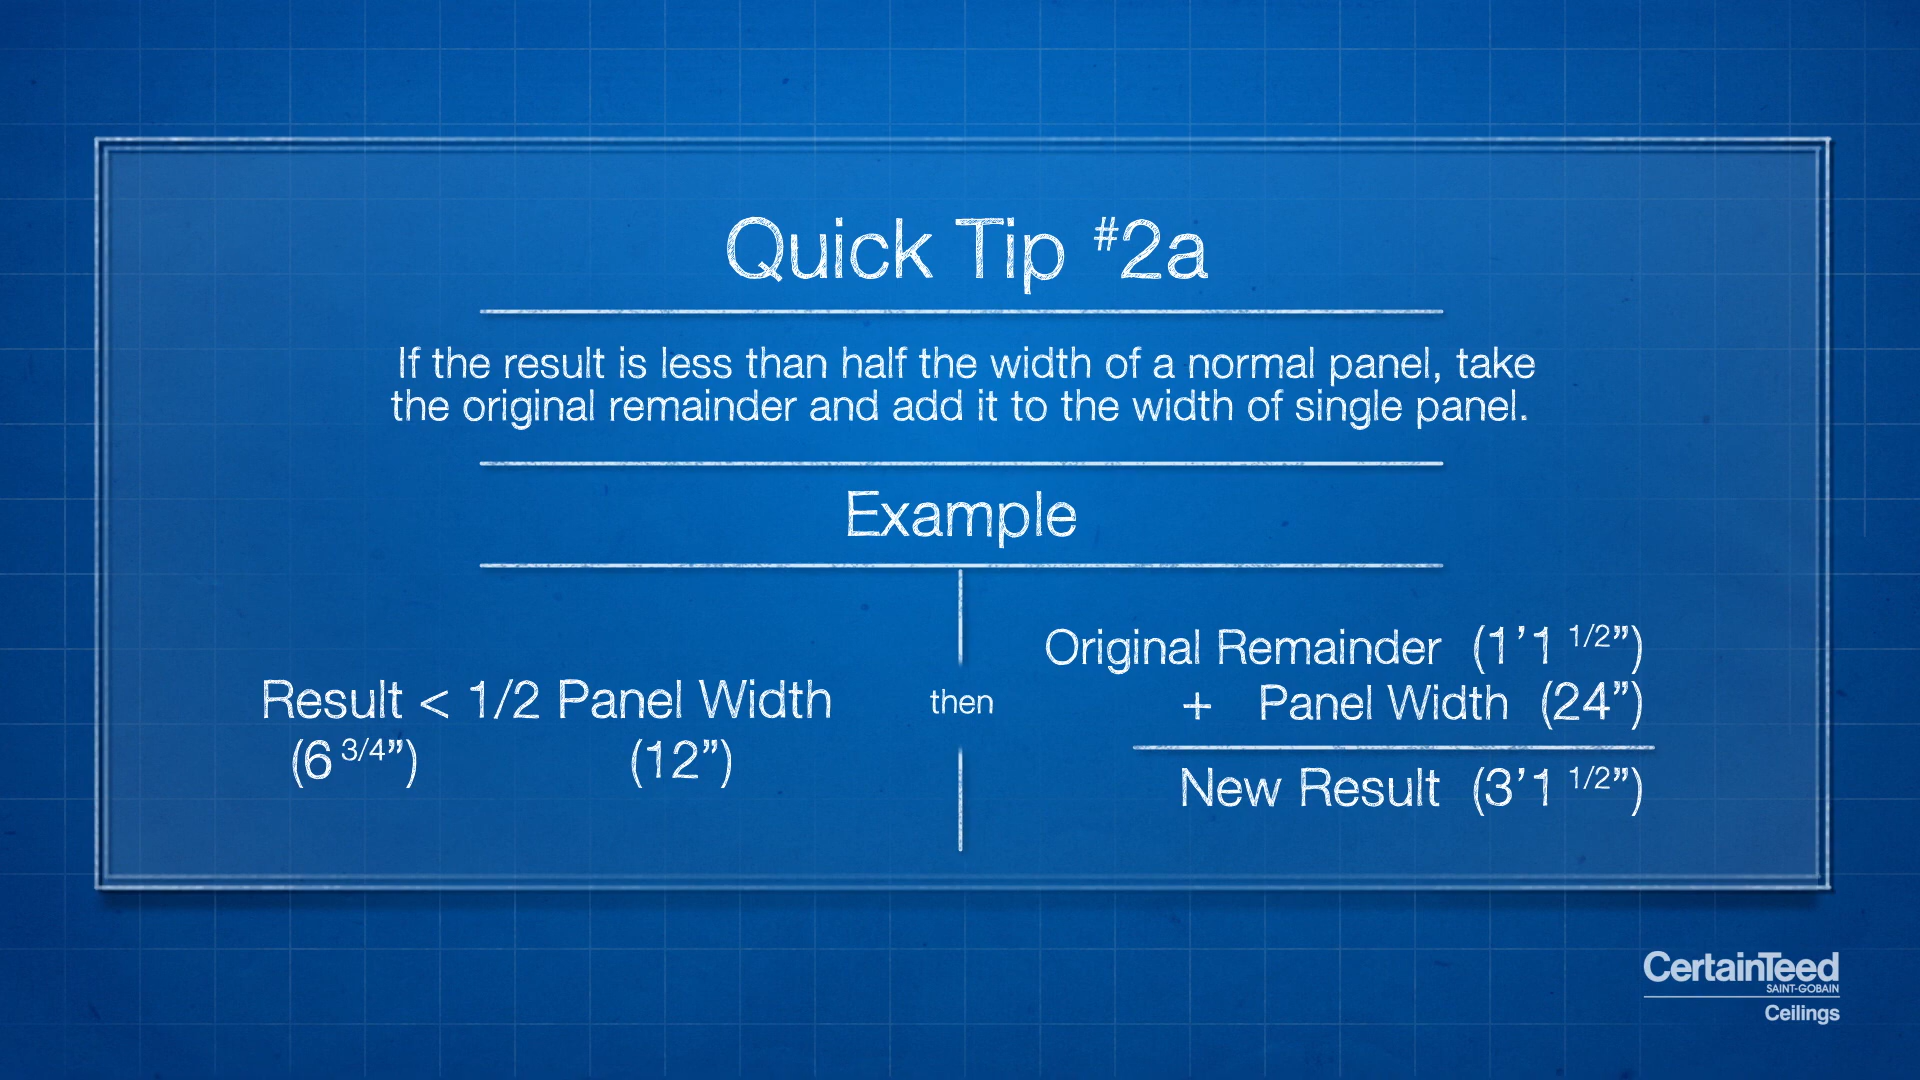 Quick Tip #2a
If the result is less than half the width of a normal panel, take
the original remainder and add it to the width of single panel.
Example
Result < 1/2 Panel Width
(6 3/4”) (12”)
then
Original Remainder (1’1 1/2”)
+ Panel Width (24”)
New Result (3’1 1/2”)
CertainTeed
SAINT-GOBAIN
Ceilings